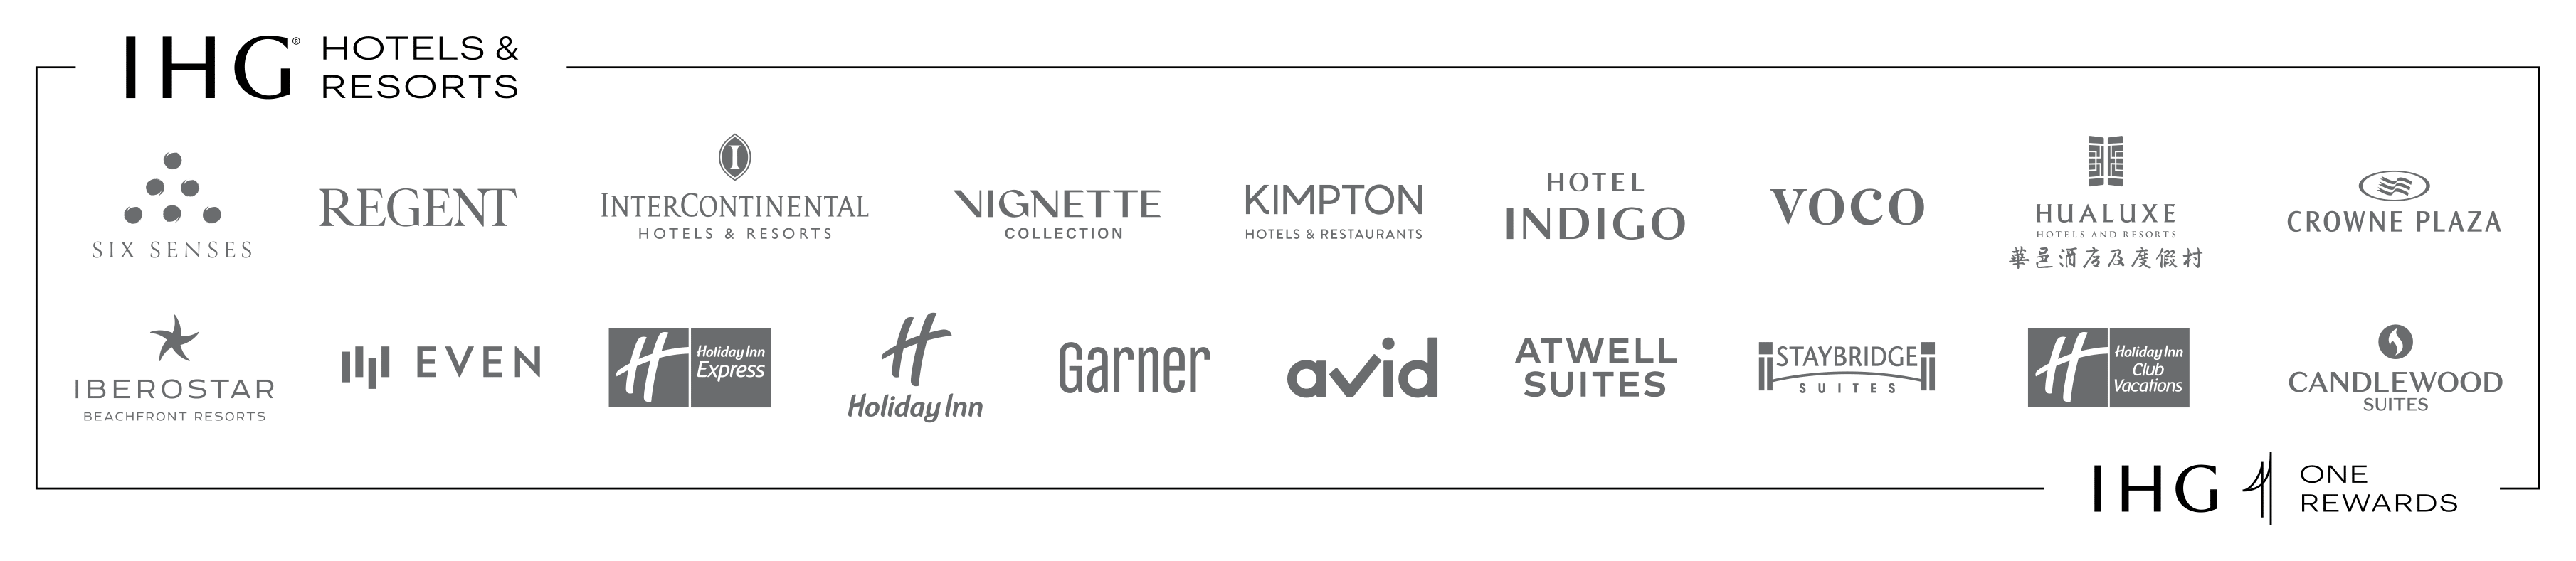 IHG® HOTELS &
RESORTS
SIX SENSES
REGENT
I
INTERCONTINENTAL
HOTELS & RESORTS
VIGNETTE
COLLECTION
KIMPTON
HOTELS & RESTAURANTS
HOTEL
INDIGO
VOCO
HUALUXE
HOTELS AND RESORTS
華邑酒店及度假村
CROWNE PLAZA
IBEROSTAR
BEACHFRONT RESORTS
EVEN
H
Holiday Inn
Express
H
Holiday Inn
Garner
avid
ATWELL
SUITES
STAYBRIDGE
SUITES
H
Holiday Inn
Club
Vacations
CANDLEWOOD
SUITES
IHG ONE
REWARDS